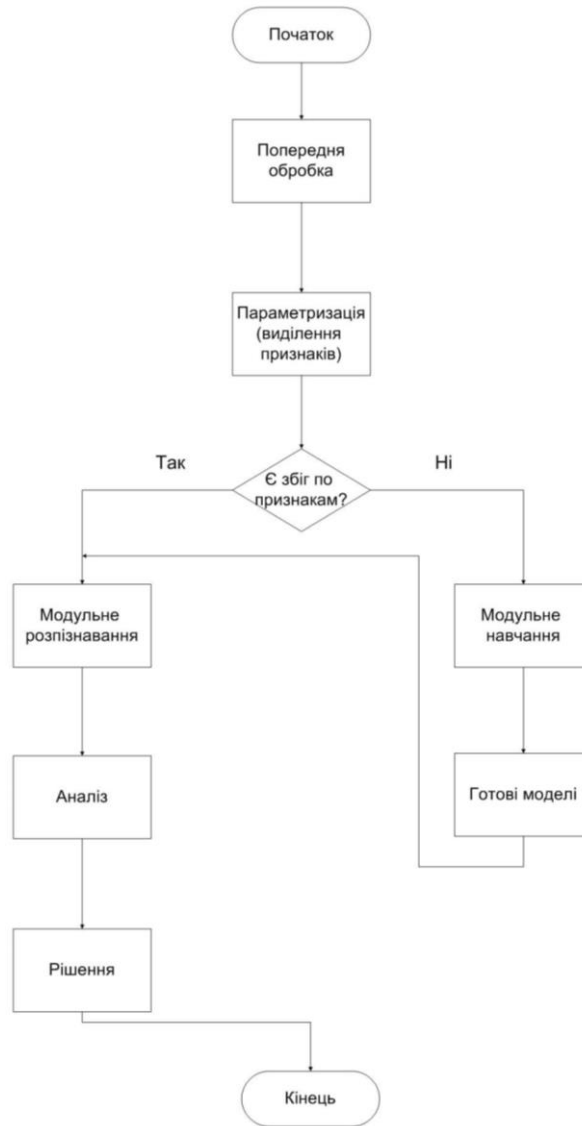 Початок
Попередня
обробка
Параметризація
(виділення
признаків)
Так
Ні
Є збіг по
признакам?
Модульне
розпізнавання
Модульне
навчання
Аналіз
Готові моделі
Рішення
Кінець